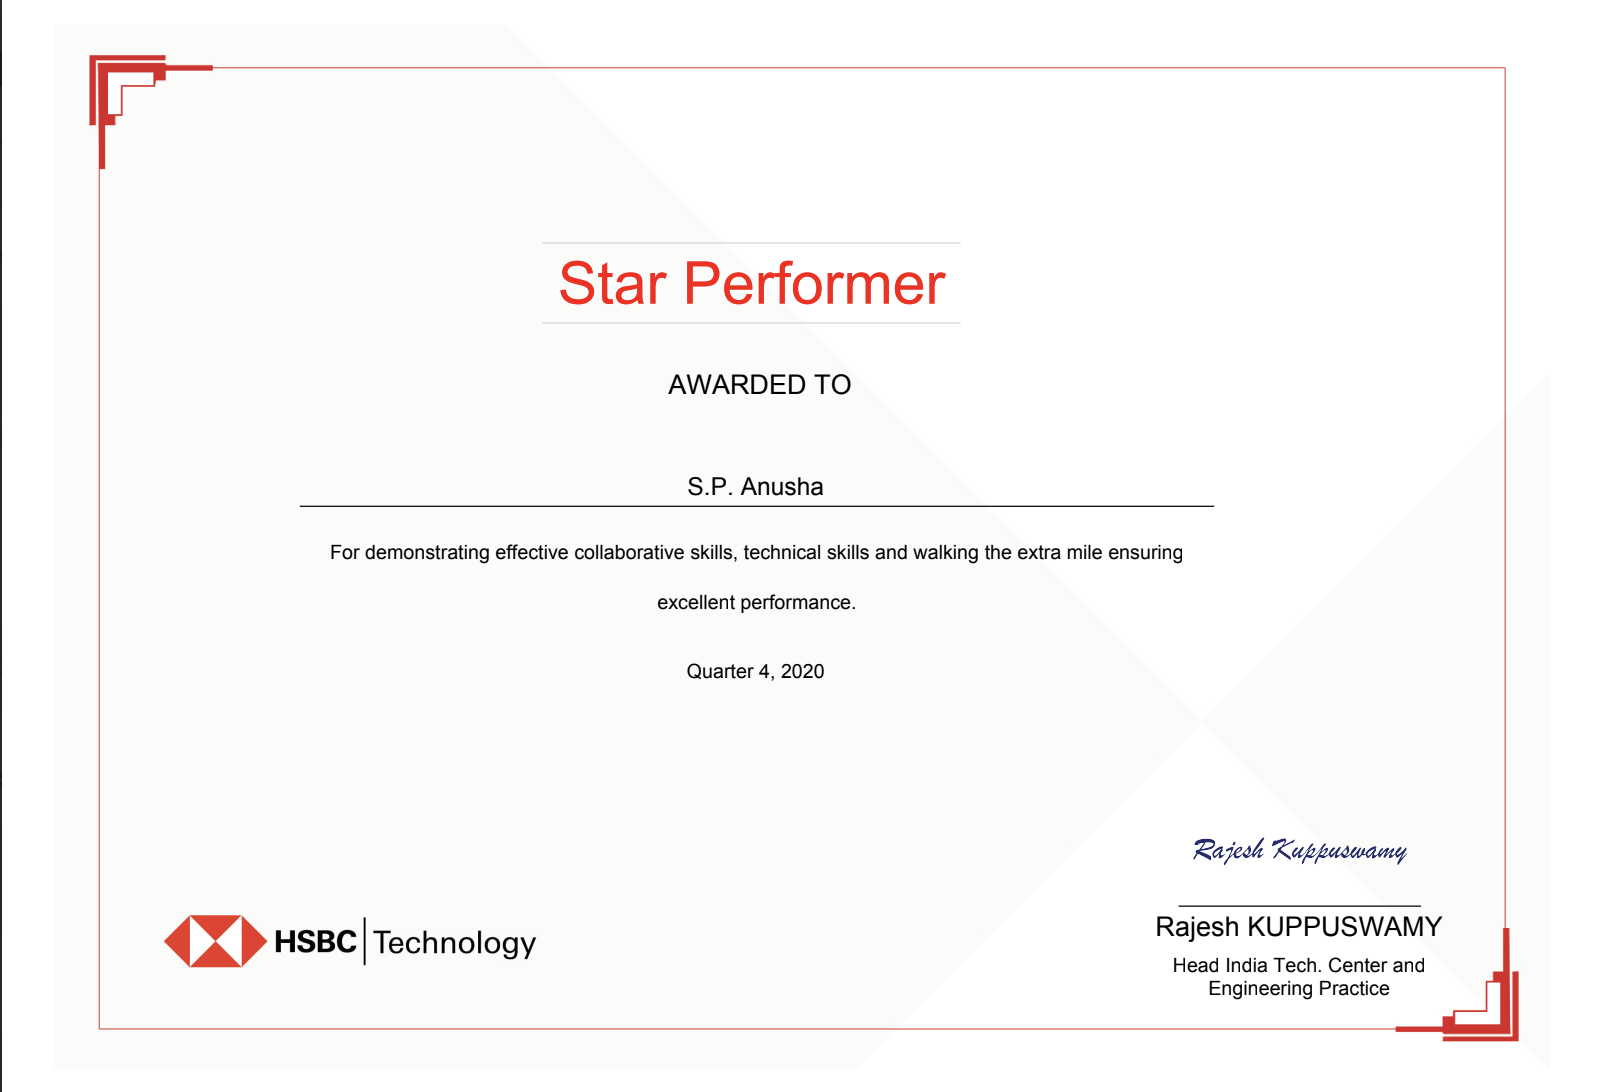 Star Performer
AWARDED TO
S.P. Anusha
For demonstrating effective collaborative skills, technical skills and walking the extra mile ensuring
excellent performance.
Quarter 4, 2020
Rajesh Kuppuswamy
Rajesh KUPPUSWAMY
Head India Tech. Center and
Engineering Practice
HSBC Technology